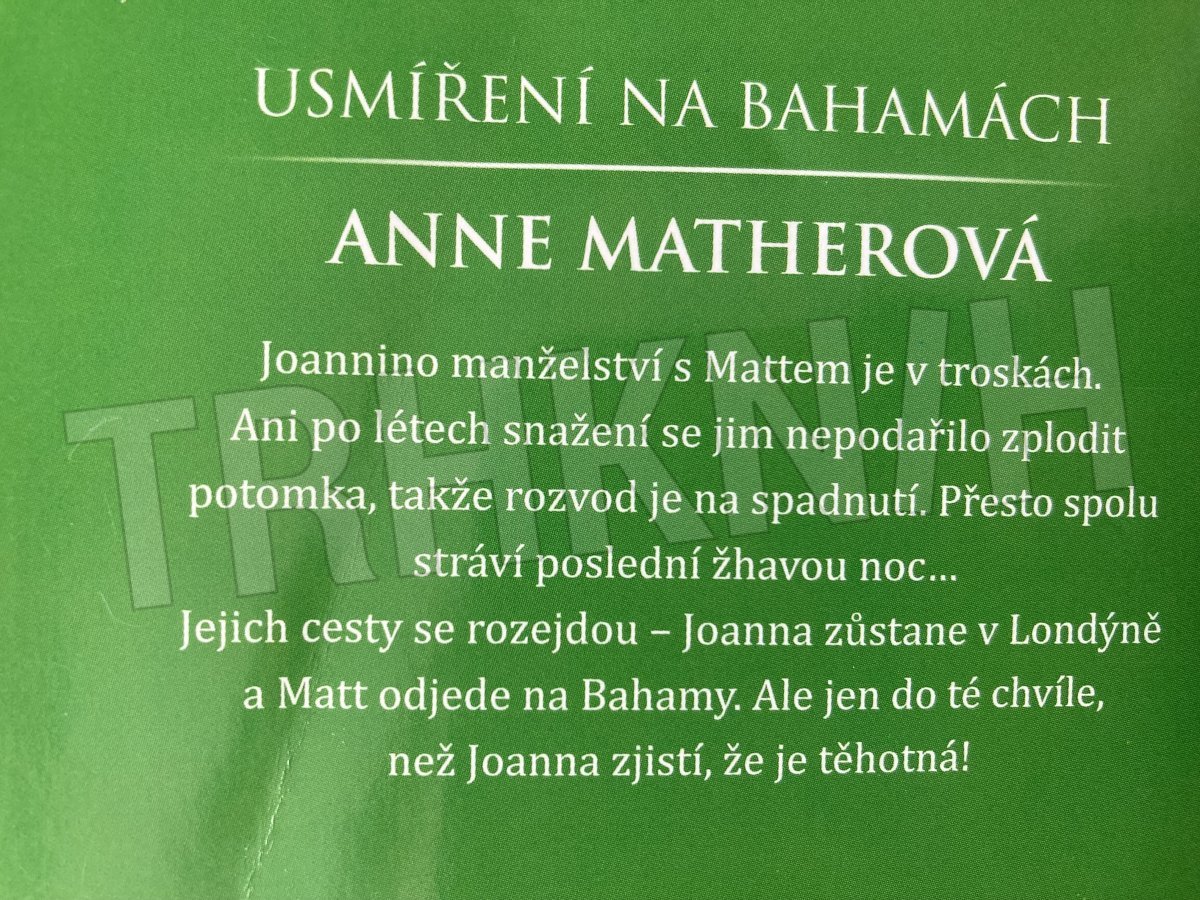 USMÍŘENÍ NA BAHAMÁCH
ANNE MATHEROVÁ
Joannino manželství s Mattem je v troskách.
Ani po létech snažení se jim nepodařilo zplodit
potomka, takže rozvod je na spadnutí. Přesto spolu
stráví poslední žhavou noc...
Jejich cesty se rozejdou – Joanna zůstane v Londýně
a Matt odjede na Bahamy. Ale jen do té chvíle,
než Joanna zjistí, že je těhotná!
TRHKN/H